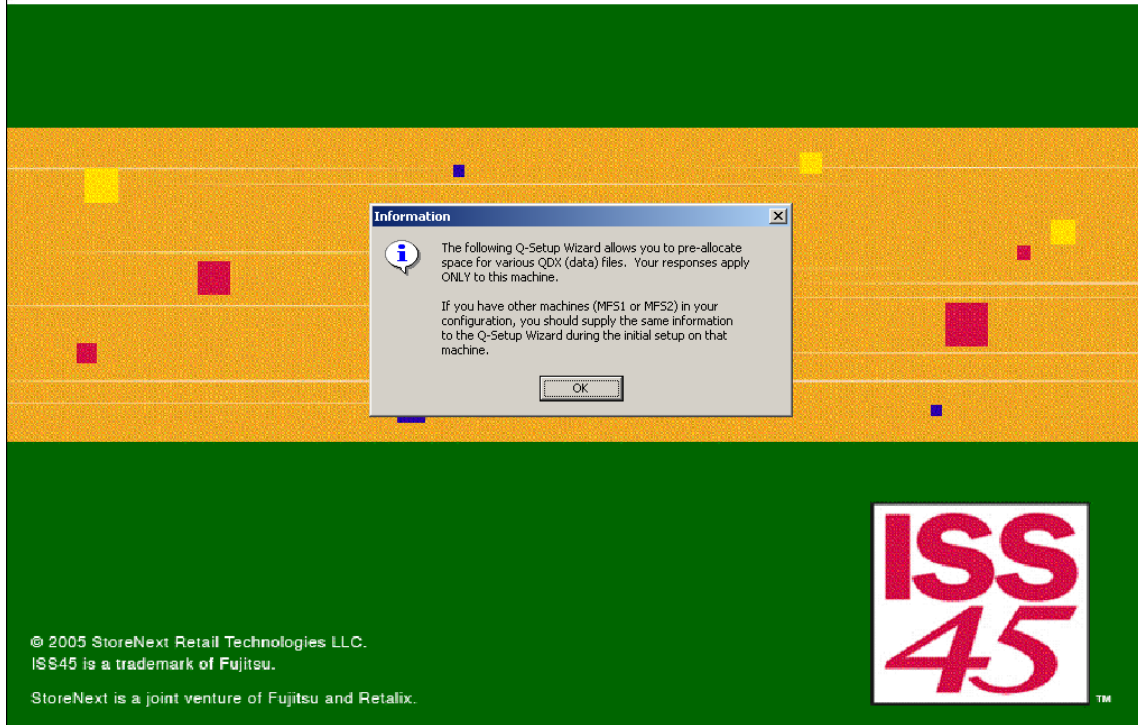 Information
The following Q-Setup Wizard allows you to pre-allocate
space for various QDX (data) files. Your responses apply
ONLY to this machine.
If you have other machines (MFS1 or MFS2) in your
configuration, you should supply the same information
to the Q-Setup Wizard during the initial setup on that
machine.
OK
ISS
45
TM
© 2005 StoreNext Retail Technologies LLC.
ISS45 is a trademark of Fujitsu.
StoreNext is a joint venture of Fujitsu and Retalix.